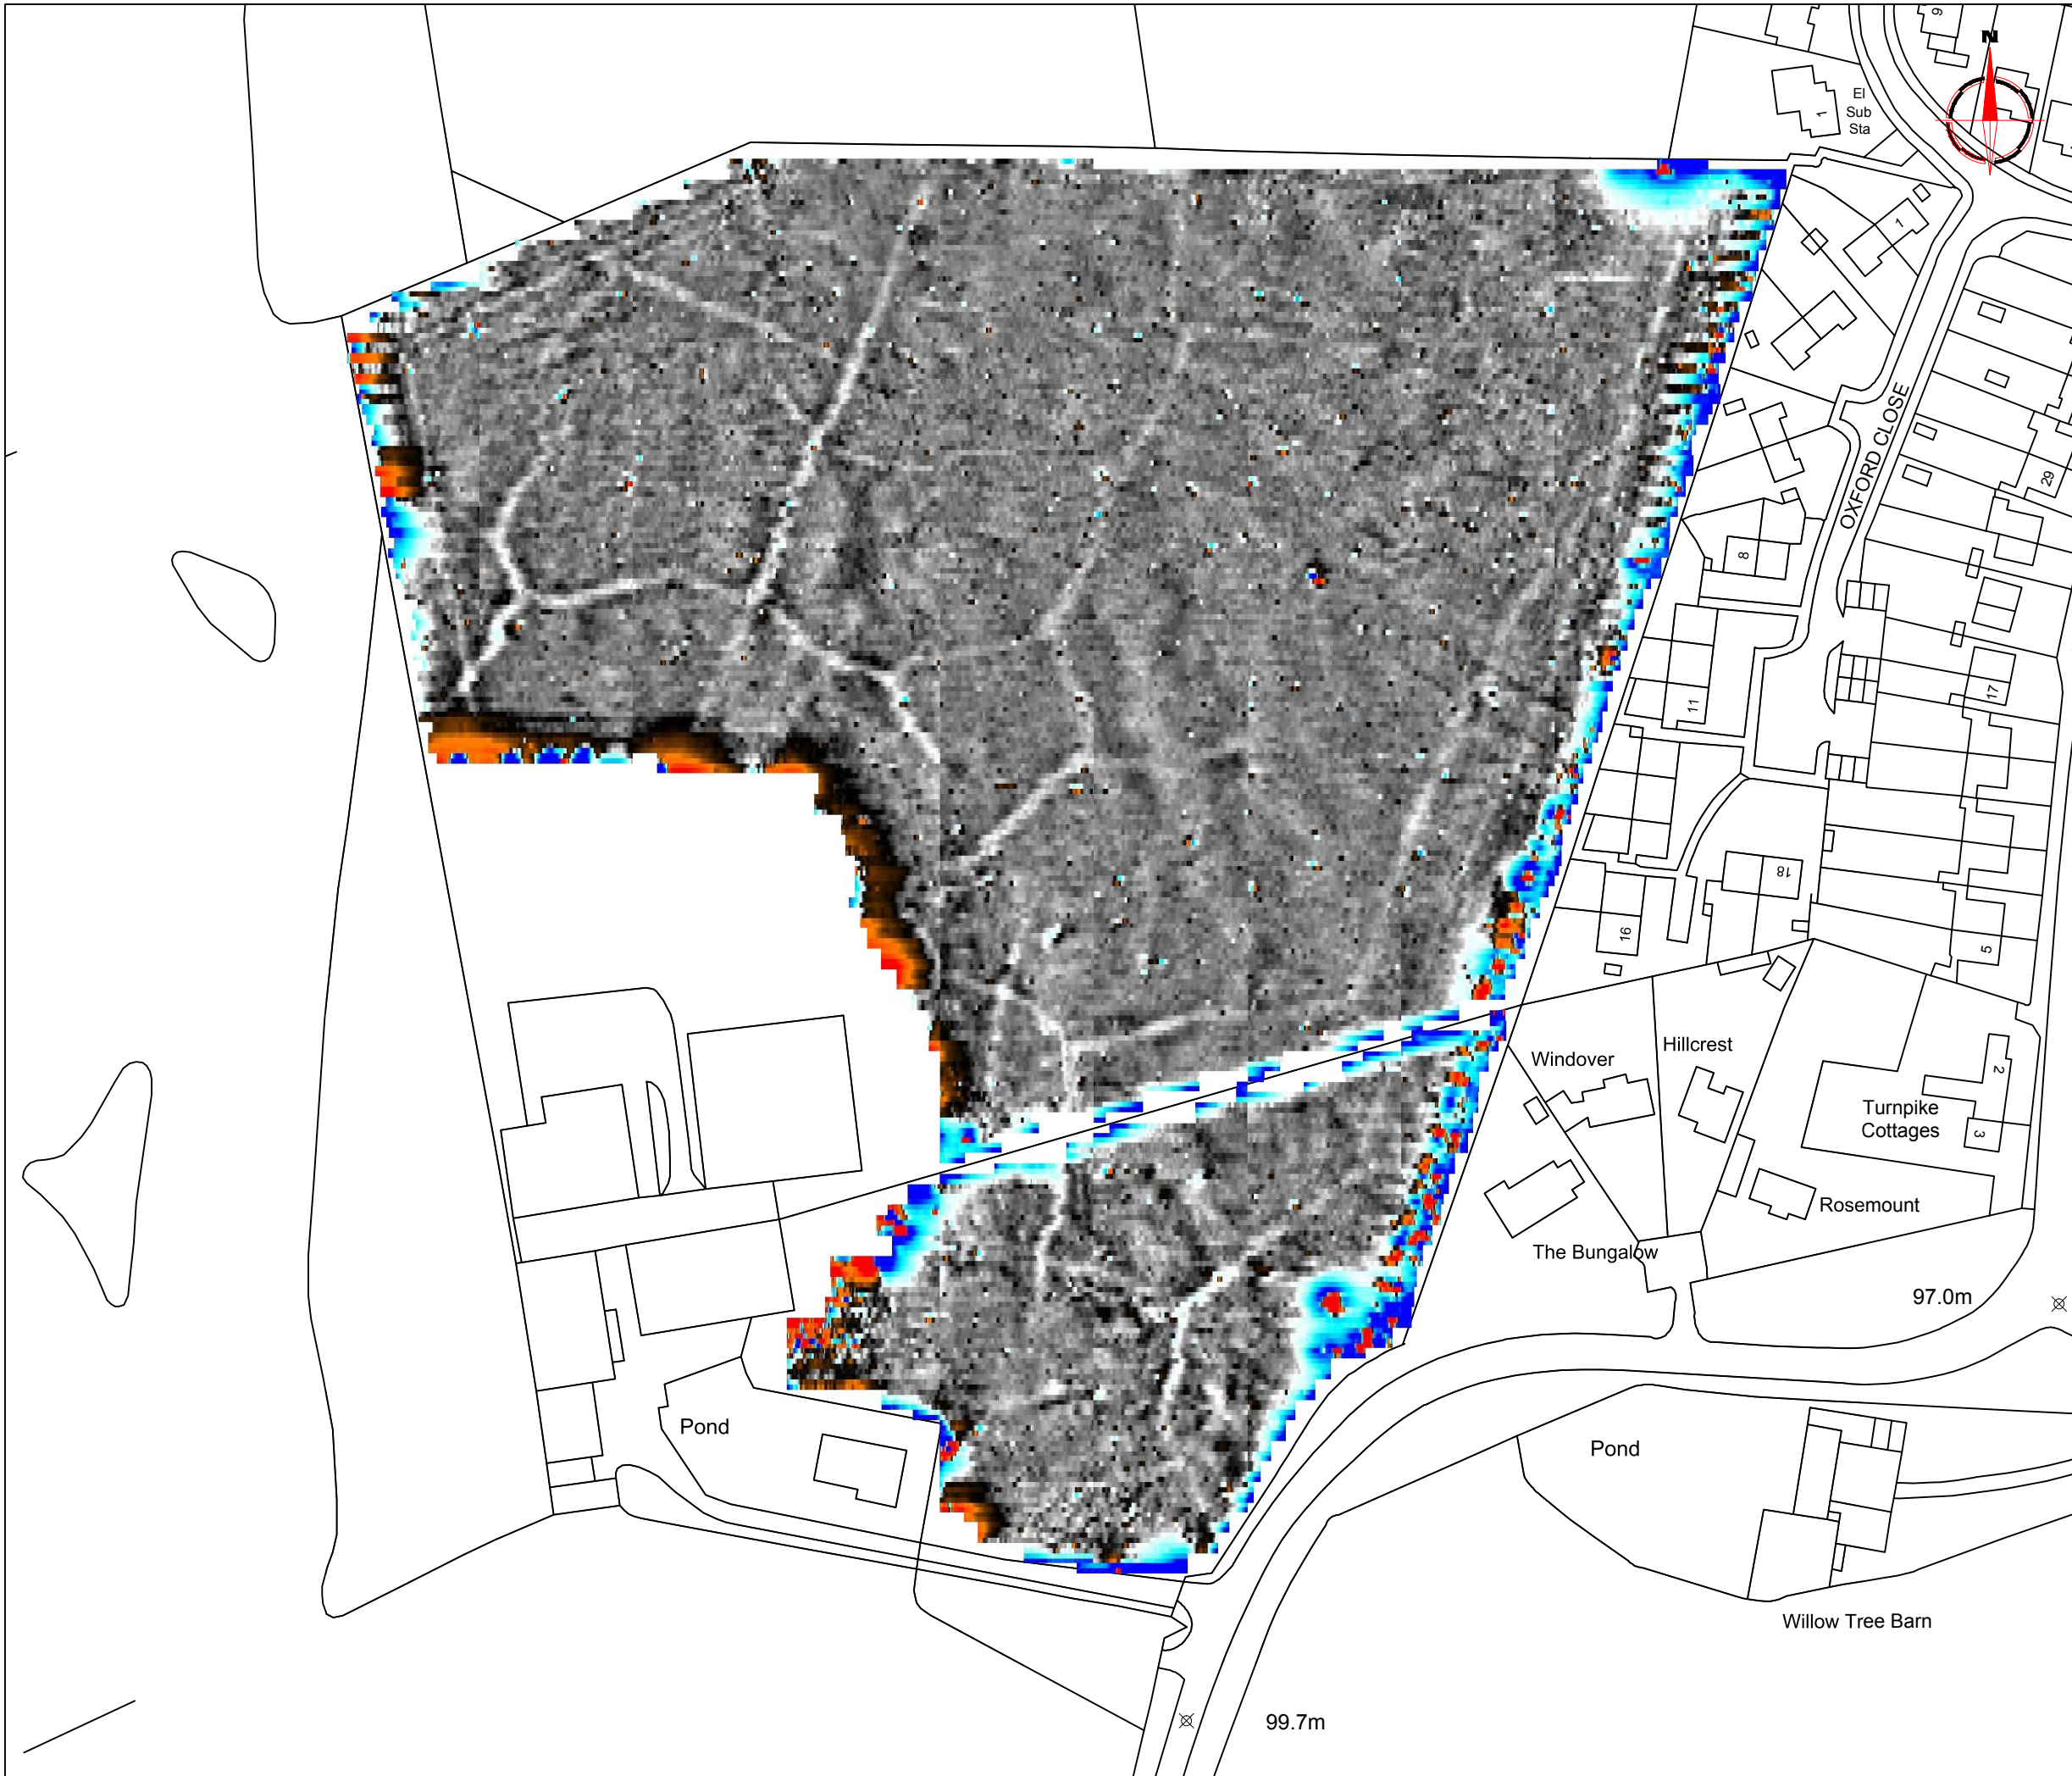 9
N
1
El
Sub
Sta
1
OXFORD CLOSE
29
8
17
11
18
16
5
Windover
Hillcrest
2
Turnpike
Cottages
3
Rosemount
The Bungalow
97.0m
Pond
Pond
Willow Tree Barn
99.7m